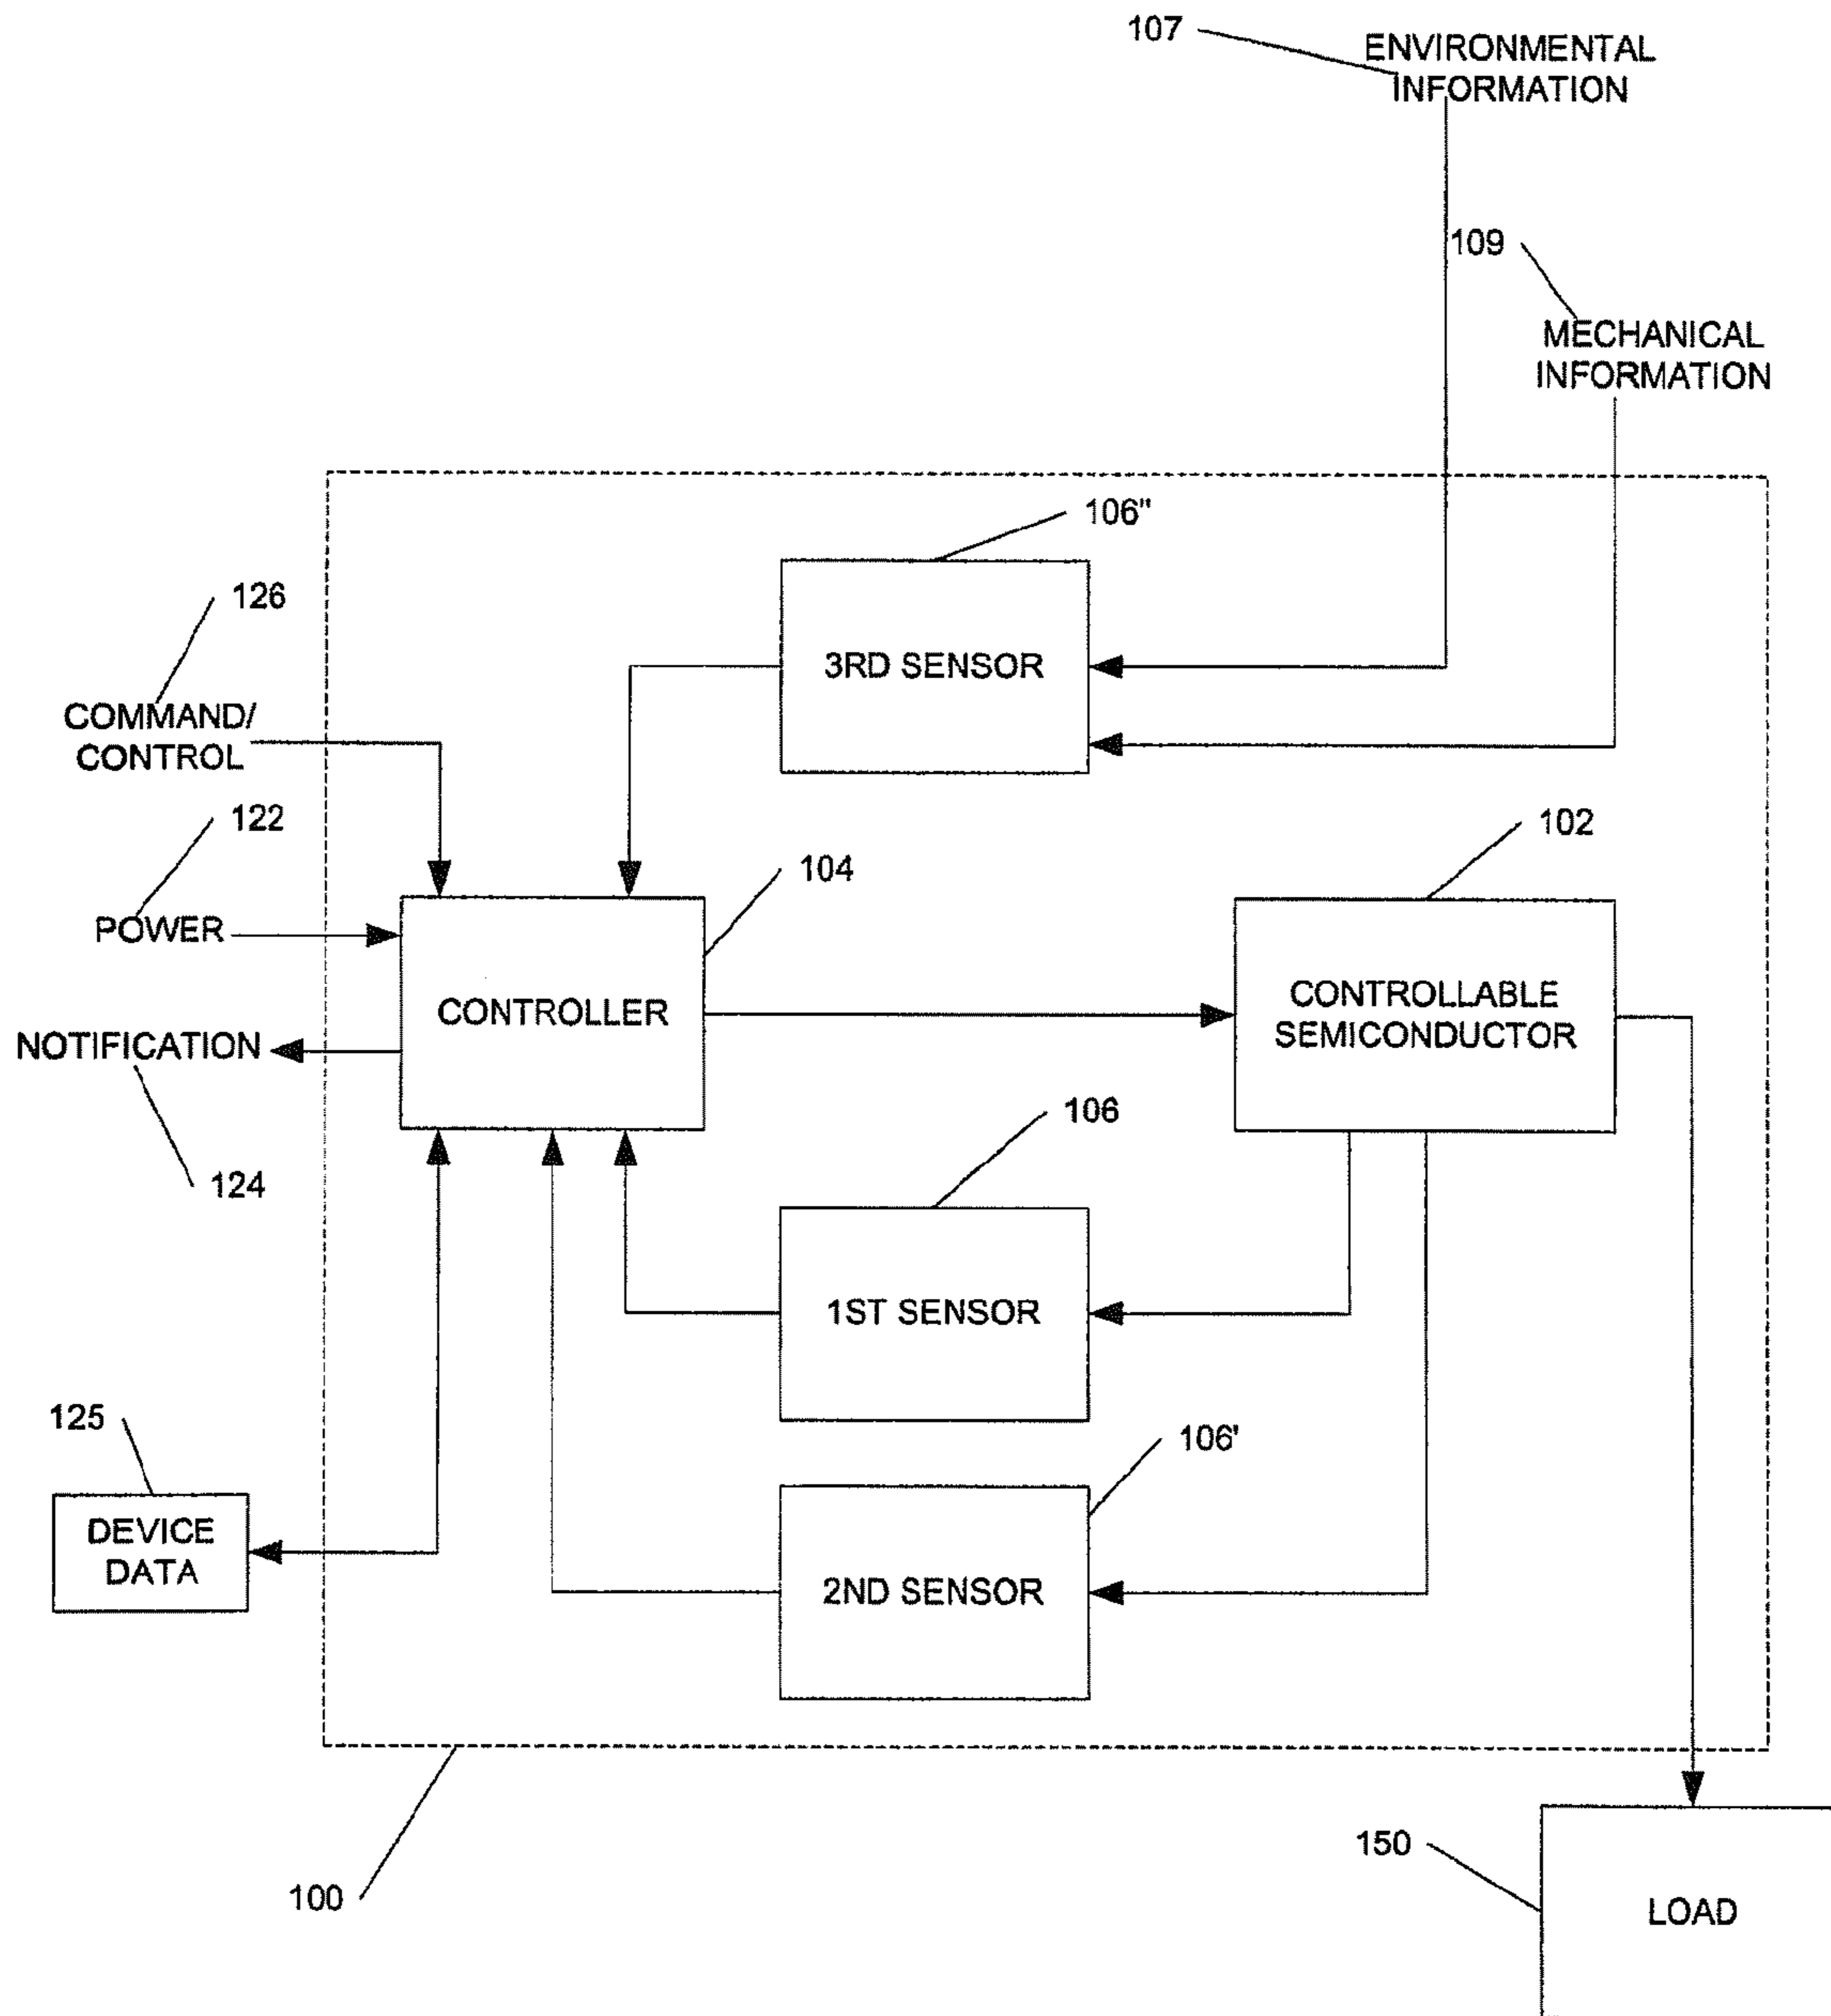 107
ENVIRONMENTAL
INFORMATION
109
MECHANICAL
INFORMATION
106"
3RD SENSOR
126
COMMAND/
CONTROL
122
POWER
104
CONTROLLER
102
CONTROLLABLE
SEMICONDUCTOR
NOTIFICATION
124
106
1ST SENSOR
125
DEVICE
DATA
106'
2ND SENSOR
100
150
LOAD